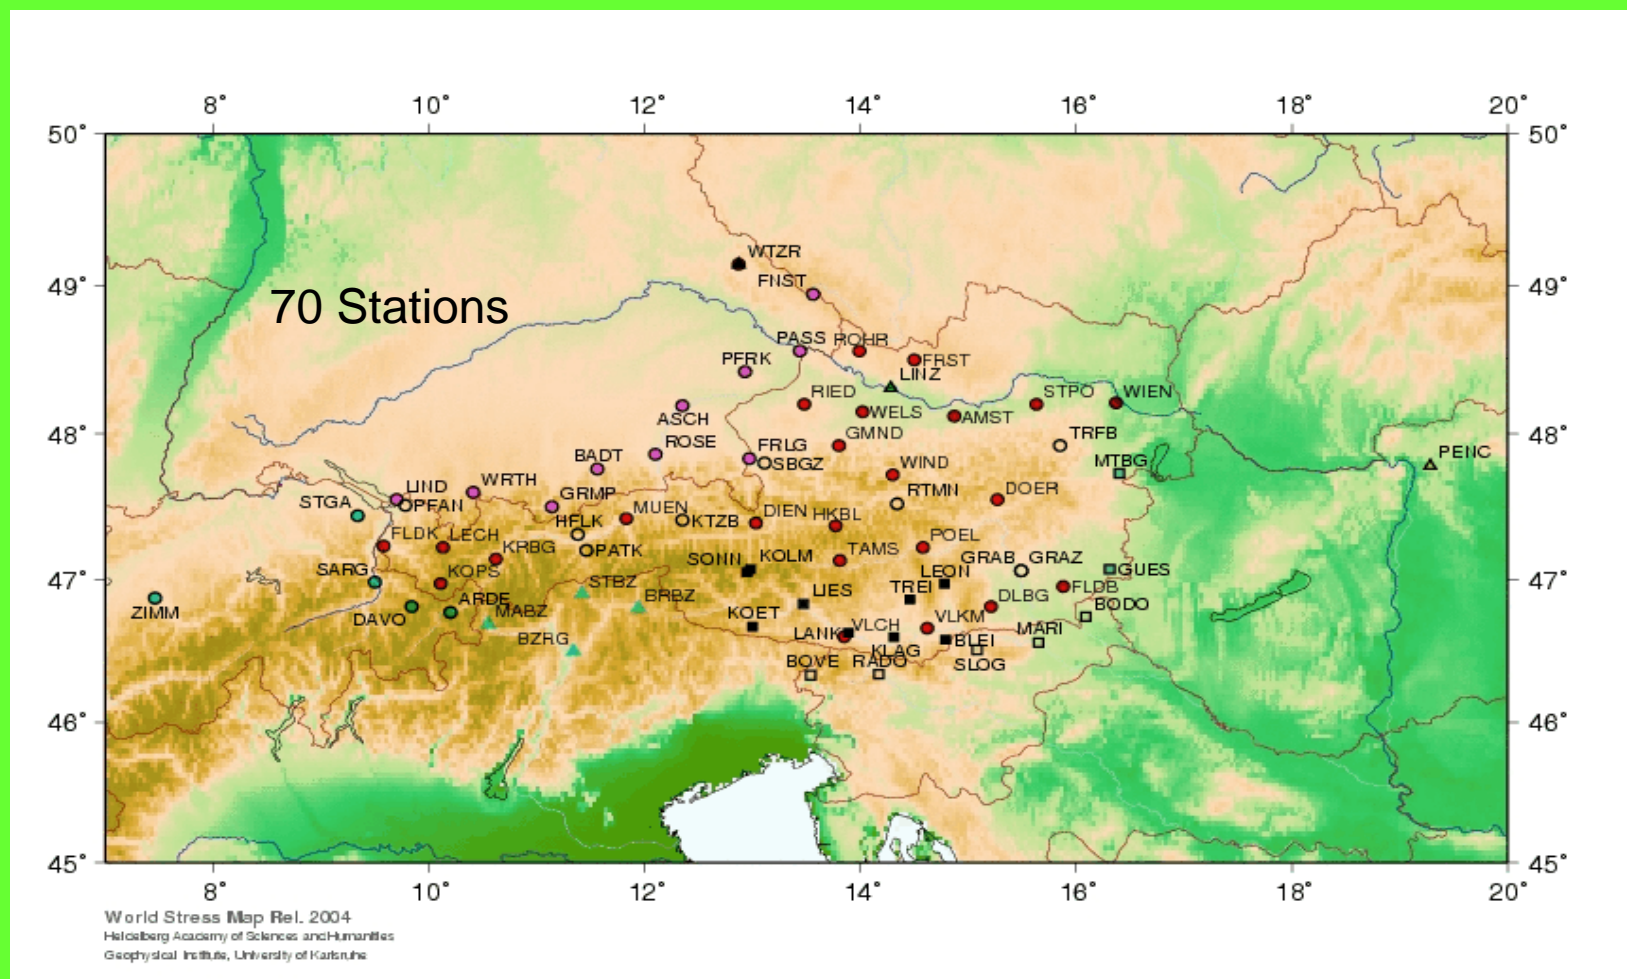 8° 10° 12° 14° 16° 18° 20°
50° 50°
WTZR
FNST
49° 49°
70 Stations
PASS ROHR
PFRK FRST
LINZ
RIED STPO WIEN
ASCH WELS AMST
48° GMND TRFB 48°
ROSE FRLG PENC
BADT SBGZ WIND MTBG
LIND WRTH RTMN DOER
STGA PFAN GRMP
MUEN KTZB DIEN HKBL
HFLK
FLDK LECH KRBG PATK TAMS POEL
SONN KOLM GRAB GRAZ
47° SARG KOPS STBZ LEON GUES 47°
ZIMM ARDE BRBZ LIES TREI DLBG FLDB
DAVO MABZ KOET BODO
BZRG LANK VLCH VLKM MARI
KLAG BLEI
BOVE RADO SLOG
46° 46°
45° 45°
8° 10° 12° 14° 16° 18° 20°
World Stress Map Rel. 2004
Heidelberg Academy of Sciences and Humanities
Geophysical Institute, University of Karlsruhe